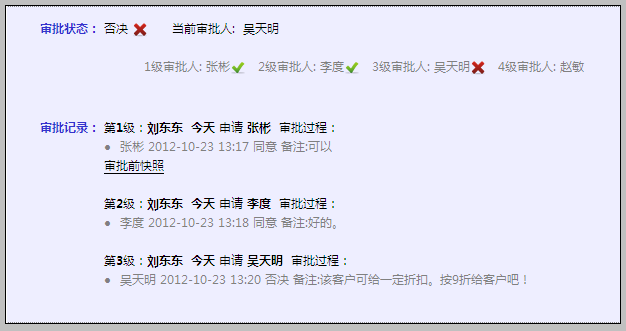 审批状态： 否决 当前审批人: 吴天明
1级审批人: 张彬 2级审批人: 李度 3级审批人: 吴天明 4级审批人: 赵敏
审批记录： 第1级：刘东东 今天 申请 张彬 审批过程：
● 张彬 2012-10-23 13:17 同意 备注:可以
审批前快照
第2级：刘东东 今天 申请 李度 审批过程：
● 李度 2012-10-23 13:18 同意 备注:好的。
第3级：刘东东 今天 申请 吴天明 审批过程：
● 吴天明 2012-10-23 13:20 否决 备注:该客户可给一定折扣。按9折给客户吧！